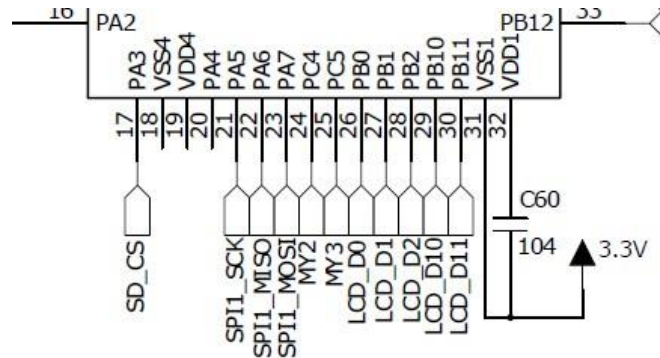 16
PA2
PB12
33
PA3
VSS4
VDD4
PA4
PA5
PA6
PA7
PC4
PC5
PB0
PB1
PB2
PB10
PB11
VSS1
VDD1
17
18
19
20
21
22
23
24
25
26
27
28
29
30
31
32
C60
104
3.3V
SD_CS
SPI1_SCK
SPI1_MISO
SPI1_MOSI
MY2
MY3
LCD_D0
LCD_D1
LCD_D2
LCD_D10
LCD_D11